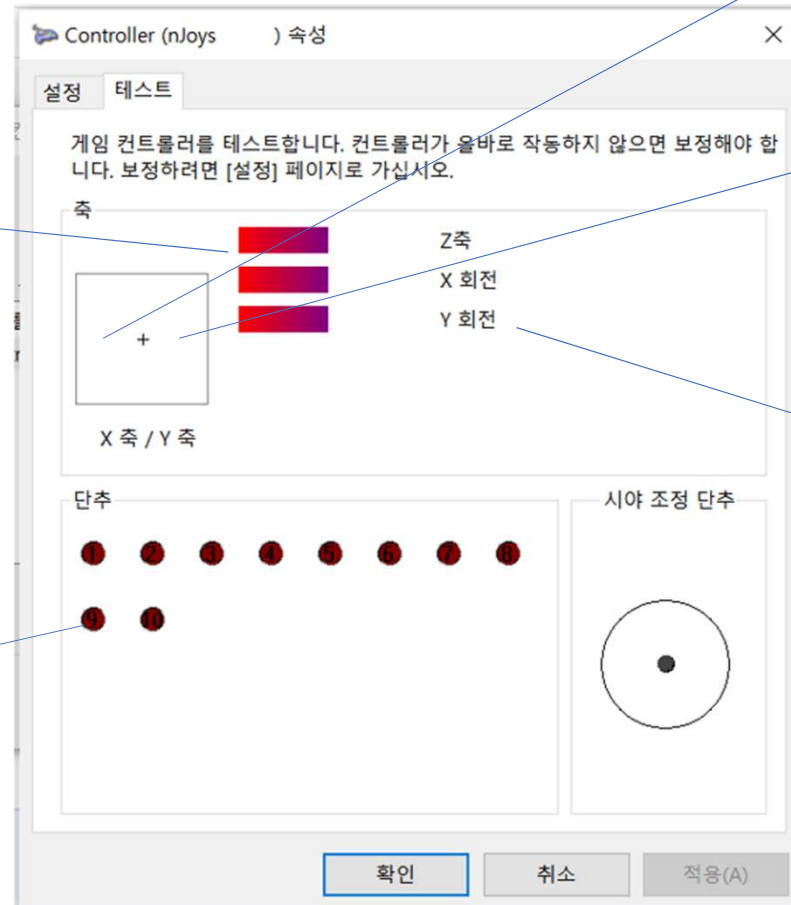 Controller (nJoys ) 속성
설정 테스트
게임 컨트롤러를 테스트합니다. 컨트롤러가 올바로 작동하지 않으면 보정해야 합
니다. 보정하려면 [설정] 페이지로 가십시오.
축
Z축
X 회전
Y 회전
X 축 / Y 축
단추
1 2 3 4 5 6 7 8
9 10
시야 조정 단추
확인 취소 적용(A)